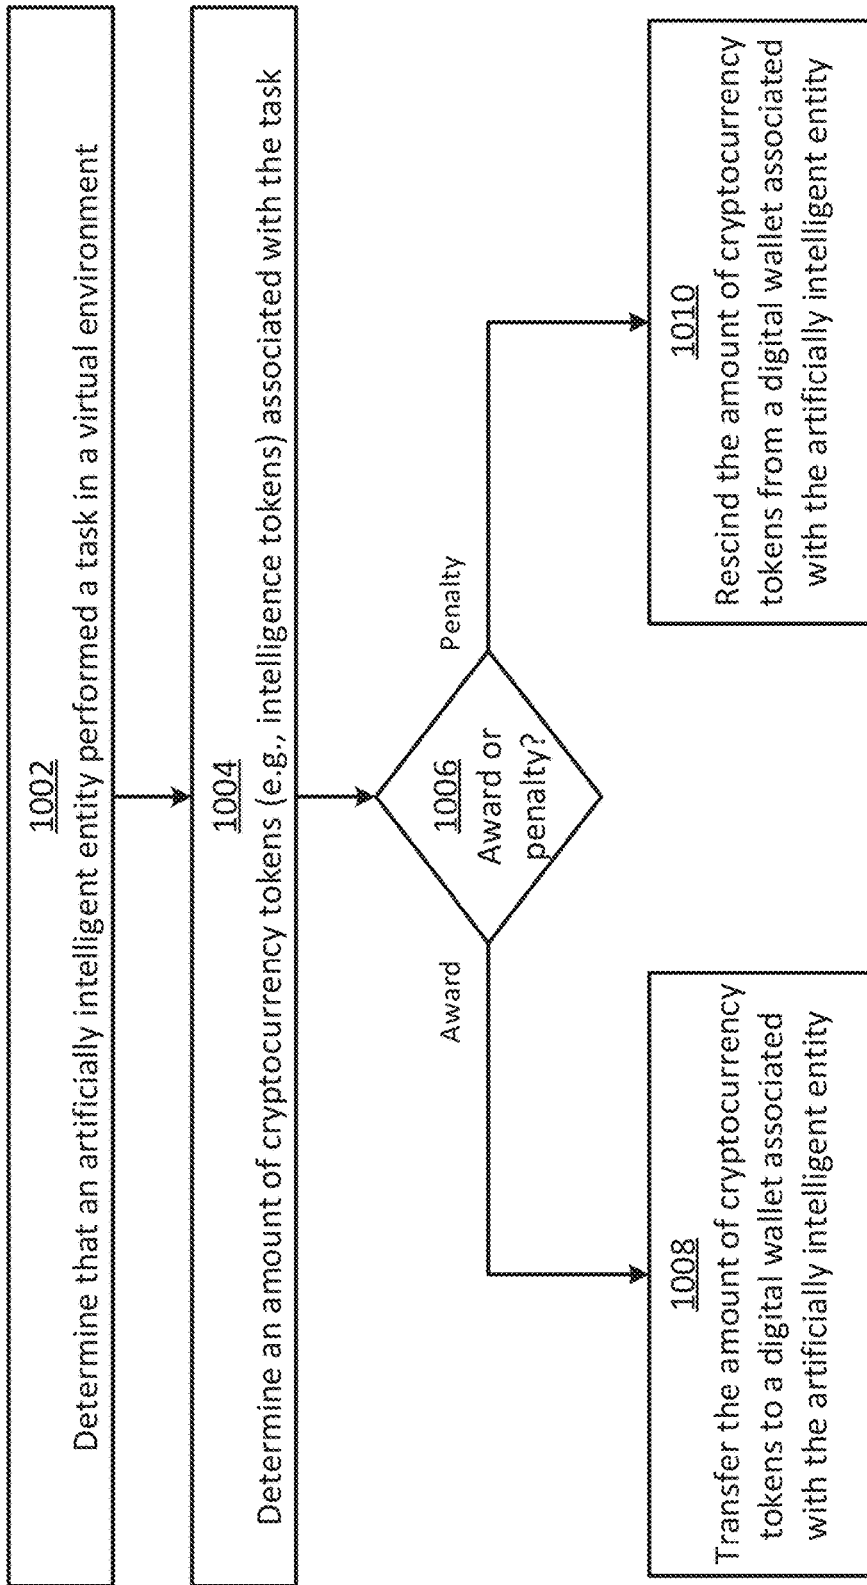 1002
Determine that an artificially intelligent entity performed a task in a virtual environment
1004
Determine an amount of cryptocurrency tokens (e.g., intelligence tokens) associated with the task
1006
Award or
penalty?
Award
Penalty
1008
Transfer the amount of cryptocurrency
tokens to a digital wallet associated
with the artificially intelligent entity
1010
Rescind the amount of cryptocurrency
tokens from a digital wallet associated
with the artificially intelligent entity